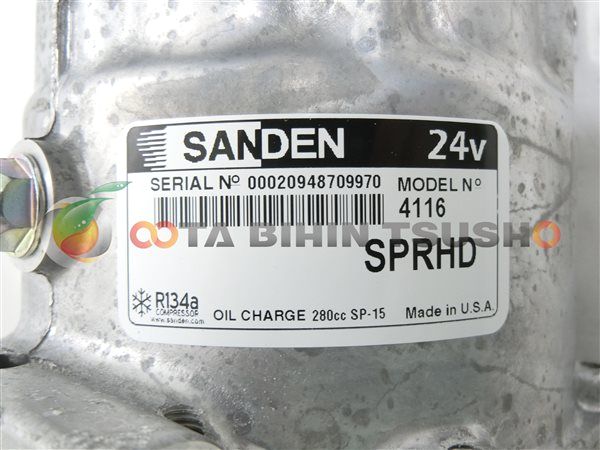 SANDEN 24v
SERIAL Nº 00020948709970 MODEL Nº
4116
OOTA BIHIN TSUSHO
SPRHD
R134a
COMPRESSOR
www.sanden.com
OIL CHARGE 280cc SP-15 Made in U.S.A.